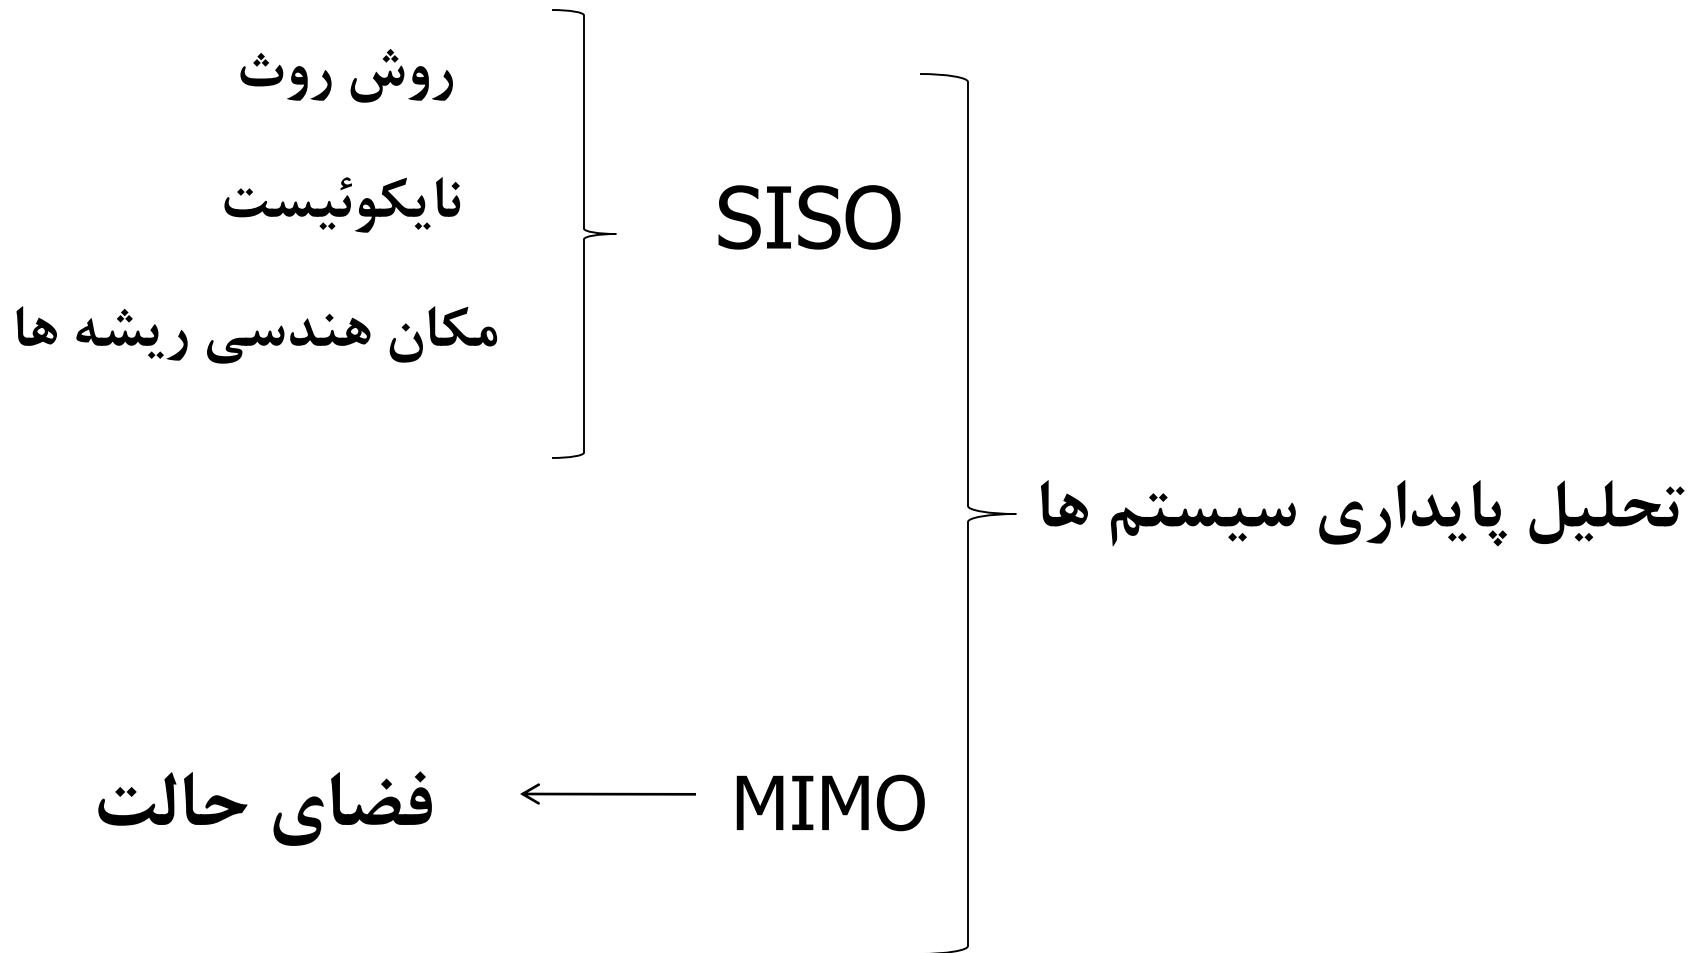 تحلیل پایداری سیستم ها
SISO
روش روث
نایکوئیست
مکان هندسی ریشه ها
MIMO
فضای حالت